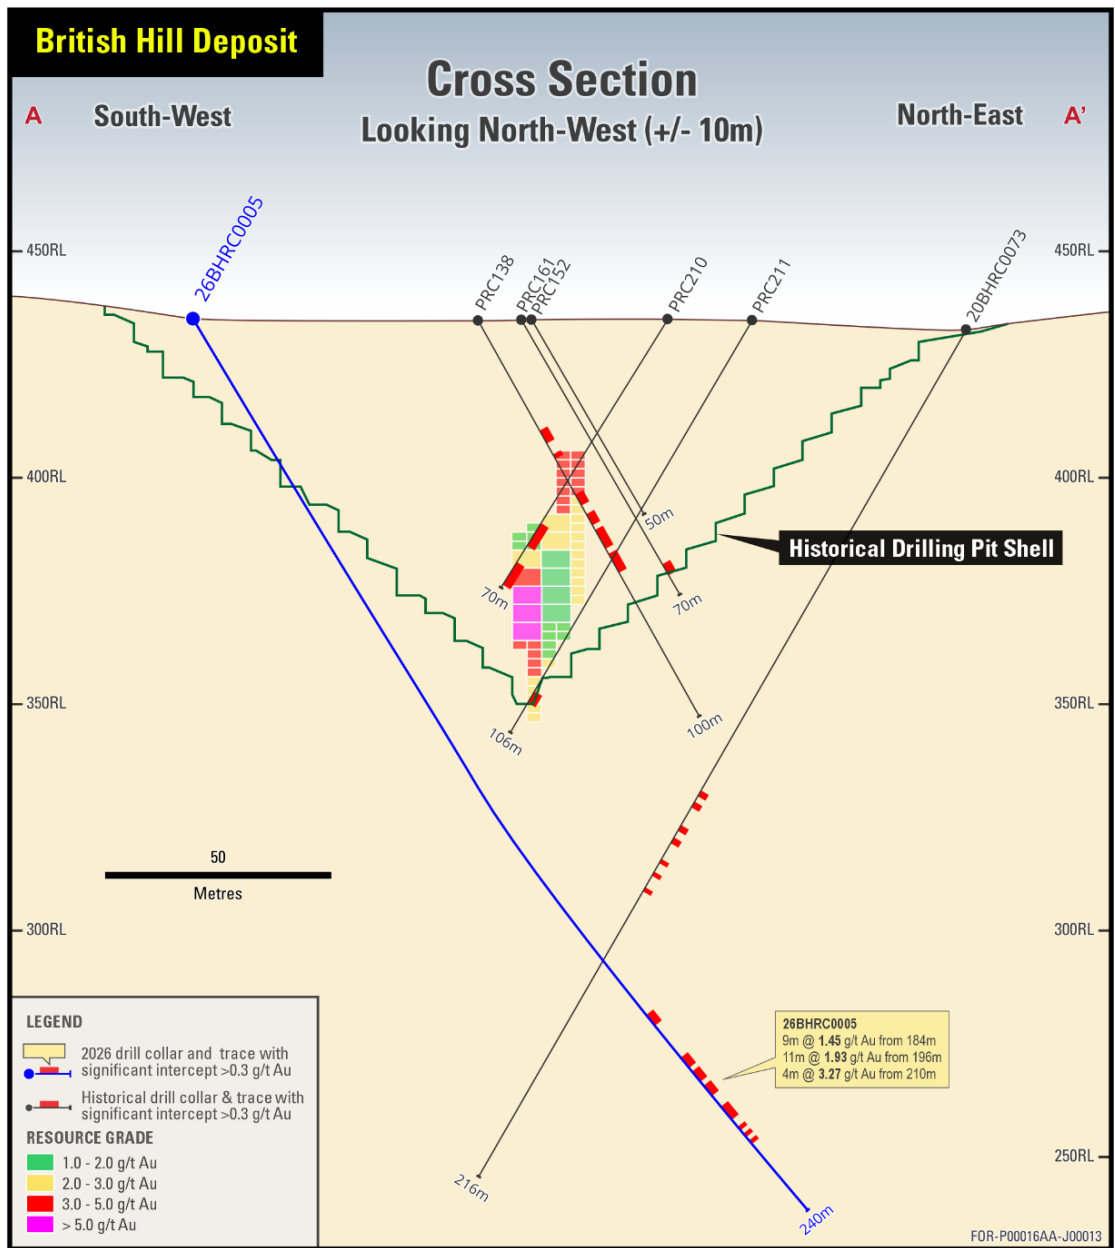 British Hill Deposit
Cross Section
Looking North-West (+/- 10m)
A
South-West
North-East
A'
26BHRC0005
PRC138
PRC161
PRC152
PRC210
PRC211
20BHRC0073
450RL
450RL
400RL
400RL
50m
Historical Drilling Pit Shell
70m
70m
350RL
350RL
100m
106m
50
Metres
300RL
300RL
26BHRC0005
9m @ 1.45 g/t Au from 184m
11m @ 1.93 g/t Au from 196m
4m @ 3.27 g/t Au from 210m
250RL
216m
240m
LEGEND
2026 drill collar and trace with
significant intercept >0.3 g/t Au
Historical drill collar & trace with
significant intercept >0.3 g/t Au
RESOURCE GRADE
1.0 - 2.0 g/t Au
2.0 - 3.0 g/t Au
3.0 - 5.0 g/t Au
> 5.0 g/t Au
FOR-P00016AA-J00013